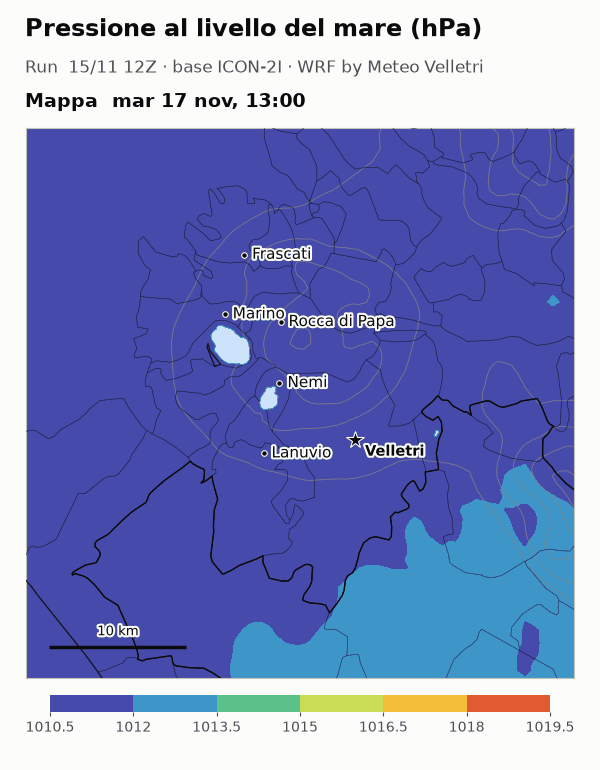 Pressione al livello del mare (hPa)
Run  15/11 12Z · base ICON-2I · WRF by Meteo Velletri
Mappa  mar 17 nov, 13:00
Frascati
Marino
Rocca di Papa
Nemi
Velletri
Lanuvio
10 km
1010.5 1012 1013.5 1015 1016.5 1018 1019.5